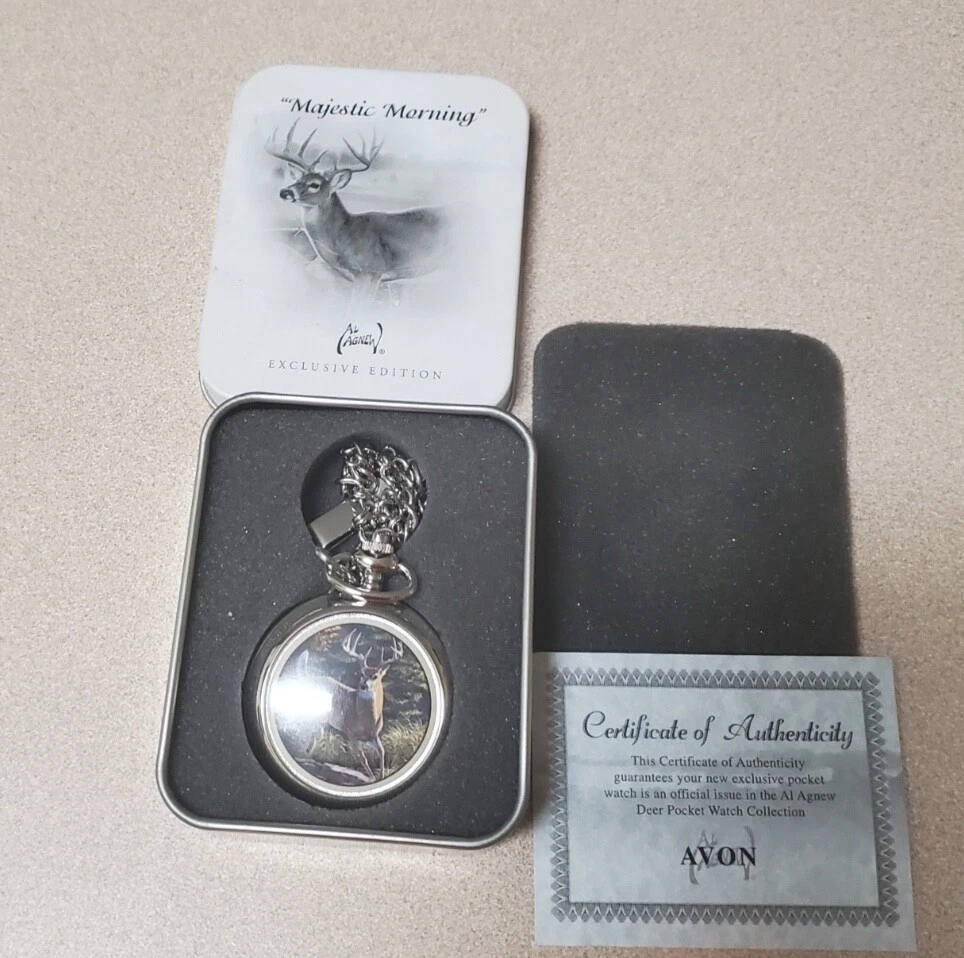 "Majestic Morning"
AL
AGNEW®
EXCLUSIVE EDITION
Certificate of Authenticity
This Certificate of Authenticity
guarantees your new exclusive pocket
watch is an official issue in the Al Agnew
Deer Pocket Watch Collection
AVON